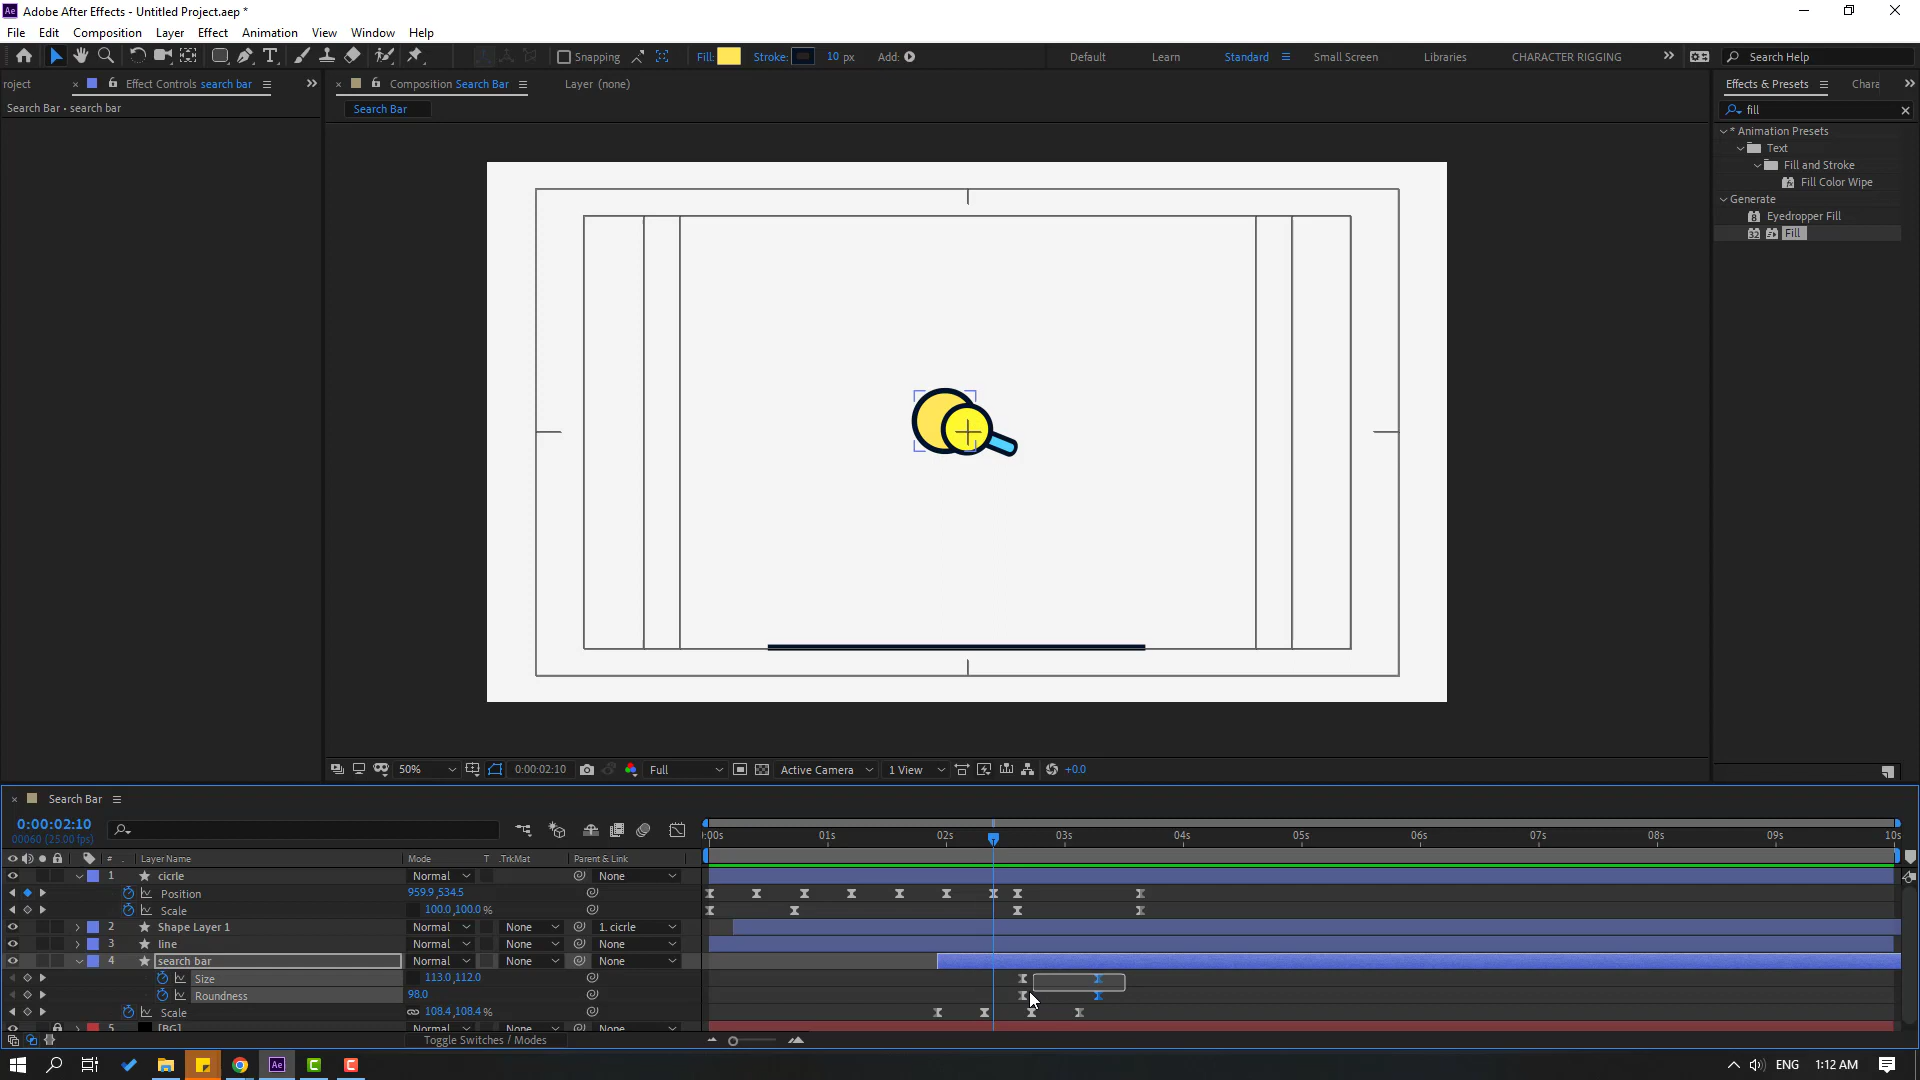 Adobe After Effects - Untitled Project.aep *
File Edit Composition Layer Effect Animation View Window Help
Snapping Fill: Stroke: 10 px Add: Default Learn Standard Small Screen Libraries CHARACTER RIGGING Search Help
roject Effect Controls search bar Composition Search Bar Layer (none) Effects & Presets Chara
Search Bar • search bar
Search Bar
fill
* Animation Presets
Text
Fill and Stroke
Fill Color Wipe
Generate
Eyedropper Fill
32 Fill
50% 0:00:02:10 Full Active Camera 1 View +0.0
Search Bar
0:00:02:10
00060 (25.00 fps)
:00s 01s 02s 03s 04s 05s 06s 07s 08s 09s 10s
# Layer Name Mode T .TrkMat Parent & Link
1 cicrle Normal None
Position 959.9,534.5
Scale 100.0,100.0 %
2 Shape Layer 1 Normal None 1. cicrle
3 line Normal None None
4 search bar Normal None None
Size 113.0,112.0
Roundness 98.0
Scale 108.4,108.4 %
5 [BG] Normal None None
Toggle Switches / Modes
ENG 1:12 AM